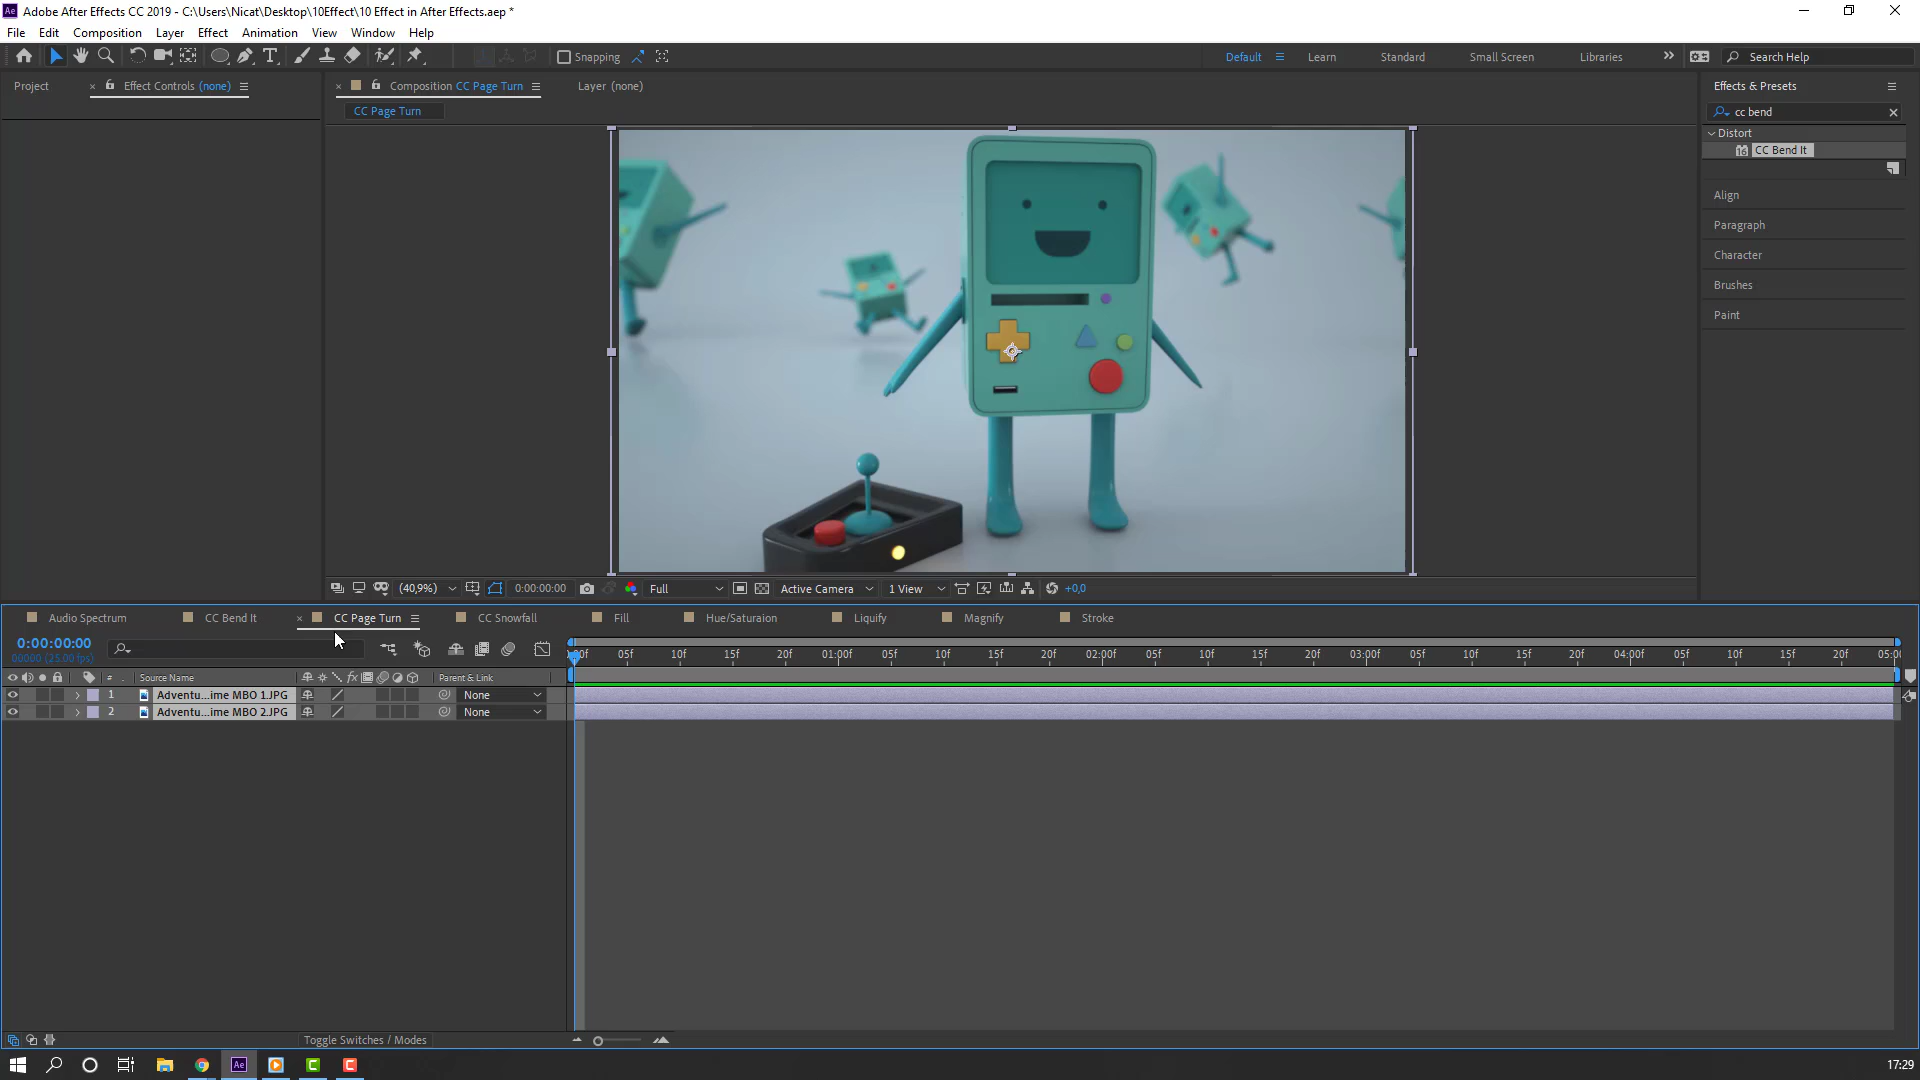 Adobe After Effects CC 2019 - C:\Users\Nicat\Desktop\10Effect\10 Effect in After Effects.aep *
File Edit Composition Layer Effect Animation View Window Help
Snapping Default Learn Standard Small Screen Libraries Search Help
Project Effect Controls (none) Composition CC Page Turn Layer (none) Effects & Presets
CC Page Turn cc bend
Distort
CC Bend It
Align
Paragraph
Character
Brushes
Paint
(40,9%) 0:00:00:00 Full Active Camera 1 View +0,0
Audio Spectrum CC Bend It CC Page Turn CC Snowfall Fill Hue/Saturaion Liquify Magnify Stroke
0:00:00:00
00000 (25.00 fps)
05f 10f 15f 20f 01:00f 05f 10f 15f 20f 02:00f 05f 10f 15f 20f 03:00f 05f 10f 15f 20f 04:00f 05f 10f 15f 20f
# Source Name Parent & Link
1 Adventu...ime MBO 1.JPG None
2 Adventu...ime MBO 2.JPG None
Toggle Switches / Modes
17:29